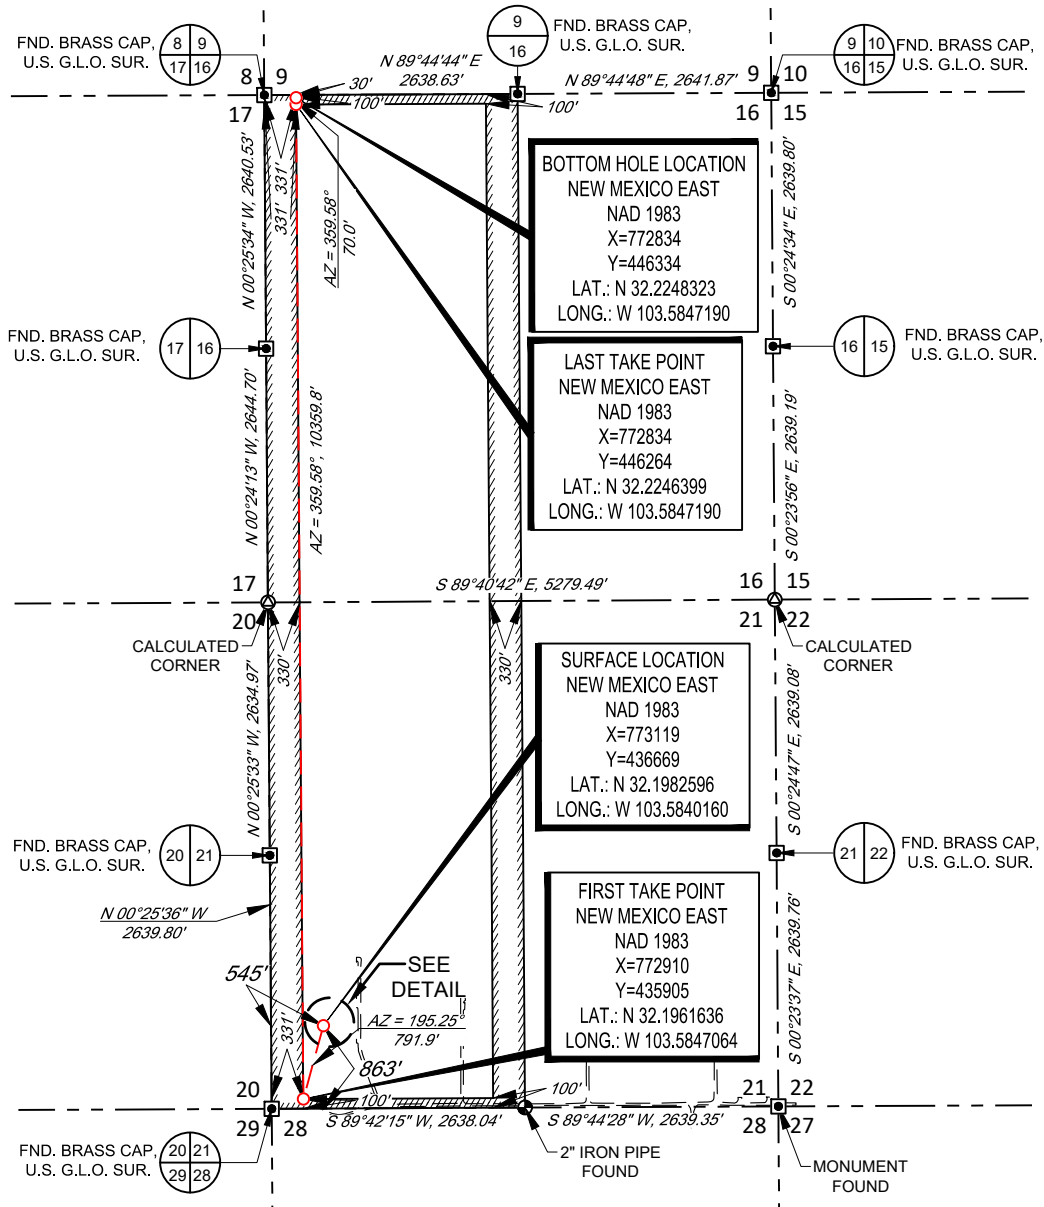 FND. BRASS CAP,
U.S. G.L.O. SUR.
8 9
17 16
8 9
17
N 89°44'44" E
2638.63'
30'
100'
100'
9
16
FND. BRASS CAP,
U.S. G.L.O. SUR.
N 89°44'48" E, 2641.87'
9 10
16 15
9 10
16 15
FND. BRASS CAP,
U.S. G.L.O. SUR.
N 00°25'34" W, 2640.53'
331'
331'
AZ = 359.58°
70.0'
BOTTOM HOLE LOCATION
NEW MEXICO EAST
NAD 1983
X=772834
Y=446334
LAT.: N 32.2248323
LONG.: W 103.5847190
S 00°24'34" E, 2639.80'
FND. BRASS CAP,
U.S. G.L.O. SUR.
17 16
16 15
FND. BRASS CAP,
U.S. G.L.O. SUR.
LAST TAKE POINT
NEW MEXICO EAST
NAD 1983
X=772834
Y=446264
LAT.: N 32.2246399
LONG.: W 103.5847190
N 00°24'13" W, 2644.70'
AZ = 359.58°, 10359.8'
S 00°23'56" E, 2639.19'
S 89°40'42" E, 5279.49'
17
20
16 15
21 22
CALCULATED
CORNER
CALCULATED
CORNER
330'
330'
N 00°25'33" W, 2634.97'
SURFACE LOCATION
NEW MEXICO EAST
NAD 1983
X=773119
Y=436669
LAT.: N 32.1982596
LONG.: W 103.5840160
S 00°24'47" E, 2639.08'
FND. BRASS CAP,
U.S. G.L.O. SUR.
20 21
21 22
FND. BRASS CAP,
U.S. G.L.O. SUR.
N 00°25'36" W
2639.80'
FIRST TAKE POINT
NEW MEXICO EAST
NAD 1983
X=772910
Y=435905
LAT.: N 32.1961636
LONG.: W 103.5847064
S 00°23'37" E, 2639.76'
545'
SEE
DETAIL
AZ = 195.25°
791.9'
331'
863'
100'
100'
20
29 28
S 89°42'15" W, 2638.04'
S 89°44'28" W, 2639.35'
21 22
28 27
FND. BRASS CAP,
U.S. G.L.O. SUR.
20 21
29 28
2" IRON PIPE
FOUND
MONUMENT
FOUND